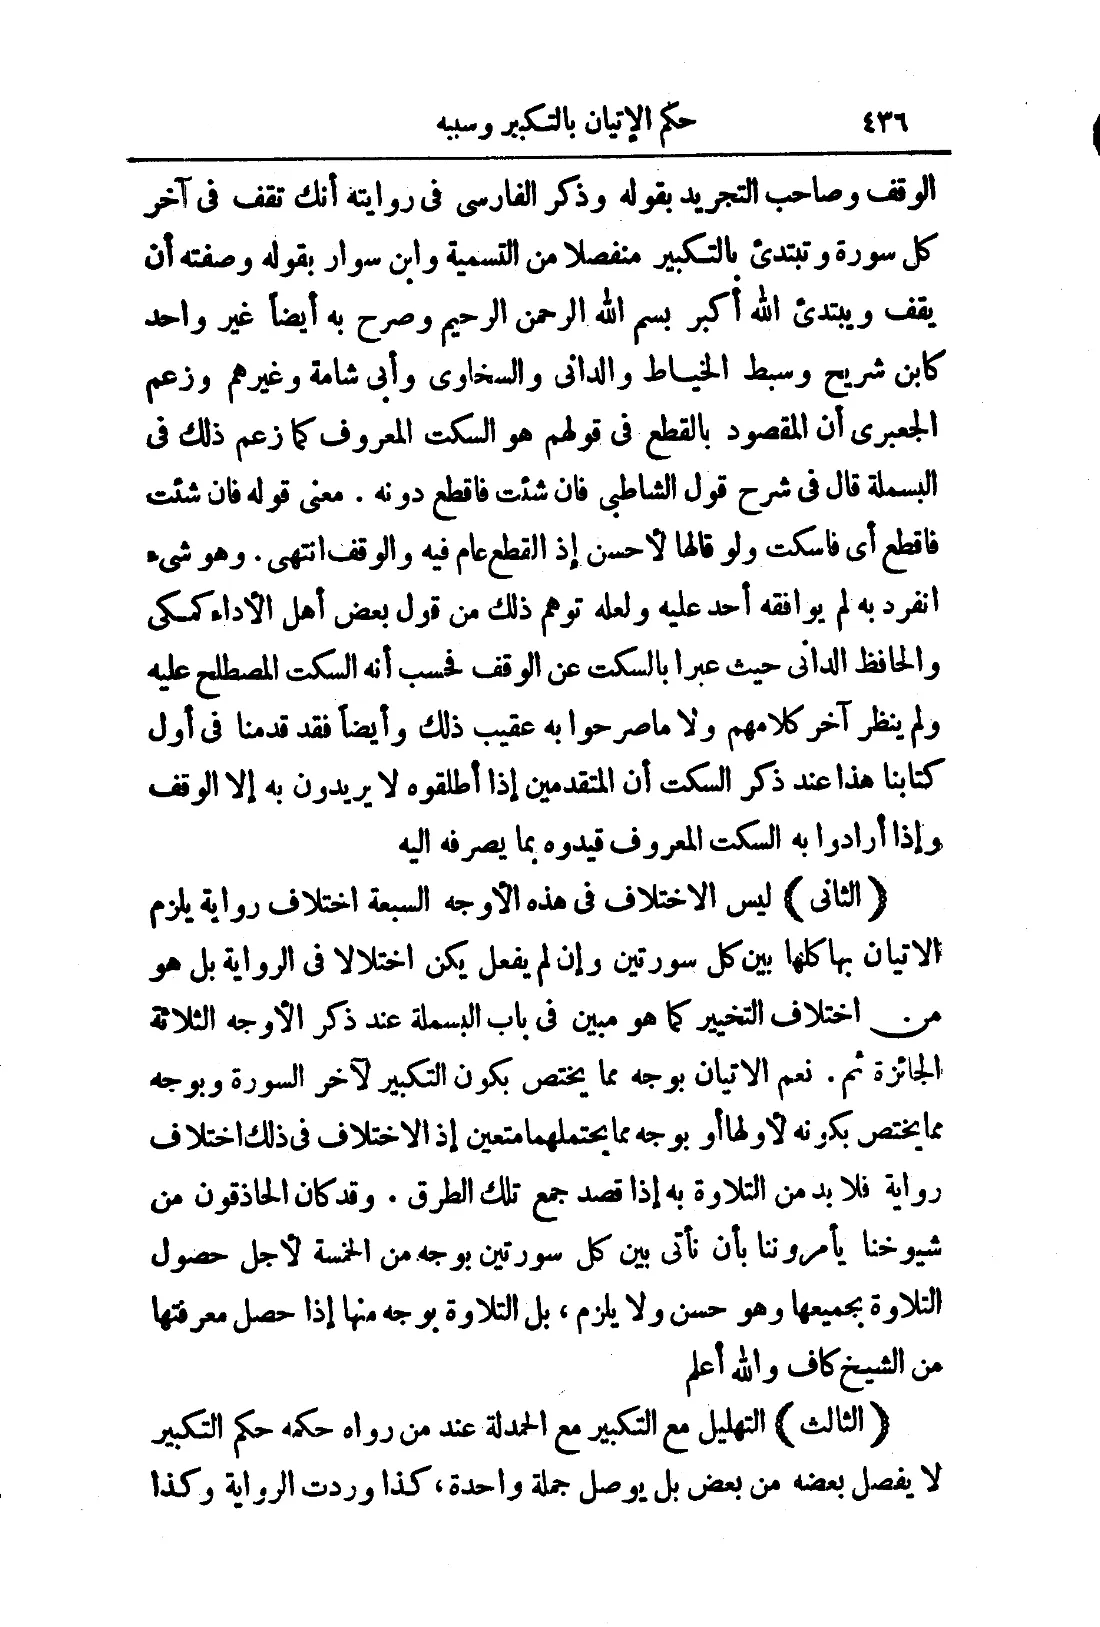 ٤٣٦ حكم الإتيان بالتكبير وسببه
الوقف وصاحب التجريد بقوله وذكر الفارسى فى روايته أنك تقف فى آخر
كل سورة وتبتدئ بالتكبير منفصلا من التسمية وابن سوار بقوله وصفته أن
يقف ويبتدئ الله أكبر بسم الله الرحمن الرحيم وصرح به أيضاً غير واحد
كابن شريح وسبط الخياط والدانى والسخاوى وأبى شامة وغيرهم وزعم
الجعبرى أن المقصود بالقطع فى قولهم هو السكت المعروف كما زعم ذلك فى
البسملة قال فى شرح قول الشاطبى فان شئت فاقطع دونه . معنى قوله فان شئت
فاقطع أى فاسكت ولو قالها لأحسن إذ القطع عام فيه والوقف انتهى . وهو شىء
انفرد به لم يوافقه أحد عليه ولعله توهم ذلك من قول بعض أهل الأداء كمكى
والحافظ الدانى حيث عبرا بالسكت عن الوقف فحسب أنه السكت المصطلح عليه
ولم ينظر آخر كلامهم ولا ماصرحوا به عقيب ذلك وأيضاً فقد قدمنا فى أول
كتابنا هذا عند ذكر السكت أن المتقدمين إذا أطلقوه لا يريدون به إلا الوقف
وإذا أرادوا به السكت المعروف قيدوه بما يصرفه اليه
( الثانى ) ليس الاختلاف فى هذه الأوجه السبعة اختلاف رواية يلزم
الاتيان بها كلها بين كل سورتين وإن لم يفعل يكن اختلالا فى الرواية بل هو
من اختلاف التخيير كما هو مبين فى باب البسملة عند ذكر الأوجه الثلاثة
الجائزة ثم . نعم الاتيان بوجه مما يختص بكون التكبير لآخر السورة وبوجه
مما يختص بكونه لأولها أو بوجه مما يحتملهما متعين إذ الاختلاف فى ذلك اختلاف
رواية فلا بد من التلاوة به إذا قصد جمع تلك الطرق . وقد كان الحاذقون من
شيوخنا يأمروننا بأن نأتى بين كل سورتين بوجه من الخمسة لأجل حصول
التلاوة بجميعها وهو حسن ولا يلزم ، بل التلاوة بوجه منها إذا حصل معرفتها
من الشيخ كاف والله أعلم
( الثالث ) التهليل مع التكبير مع الحمدلة عند من رواه حكمه حكم التكبير
لا يفصل بعضه من بعض بل يوصل جملة واحدة، كذا وردت الرواية وكذا